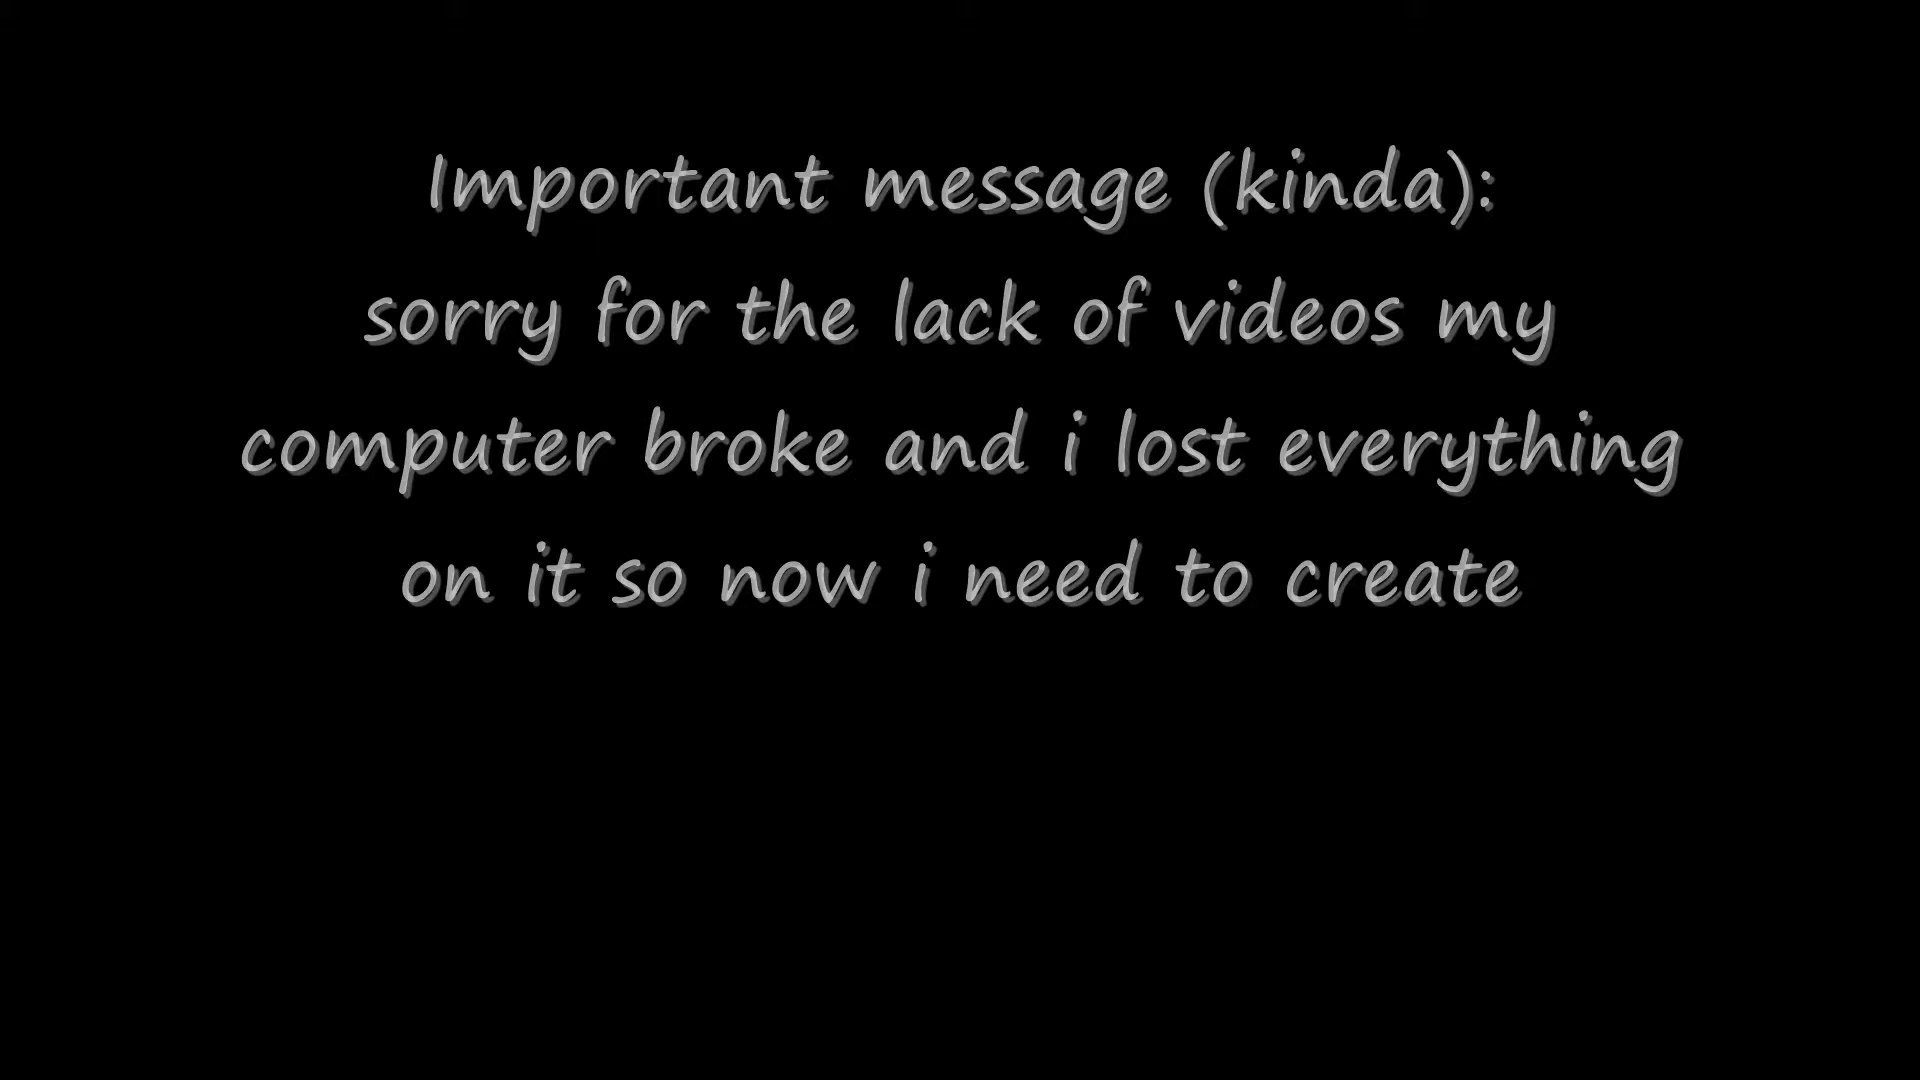 Important message (kinda):
sorry for the lack of videos my
computer broke and i lost everything
on it so now i need to create